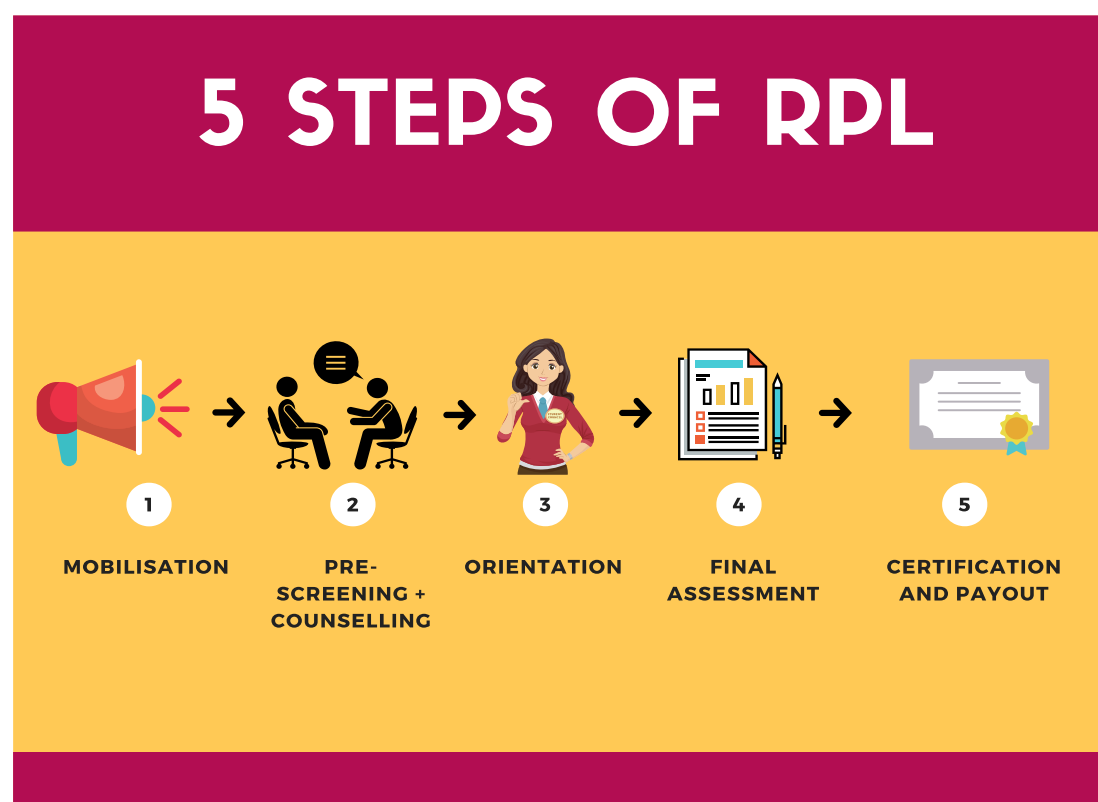 5 STEPS OF RPL
1
MOBILISATION
2
PRE-
SCREENING +
COUNSELLING
3
ORIENTATION
4
FINAL
ASSESSMENT
5
CERTIFICATION
AND PAYOUT